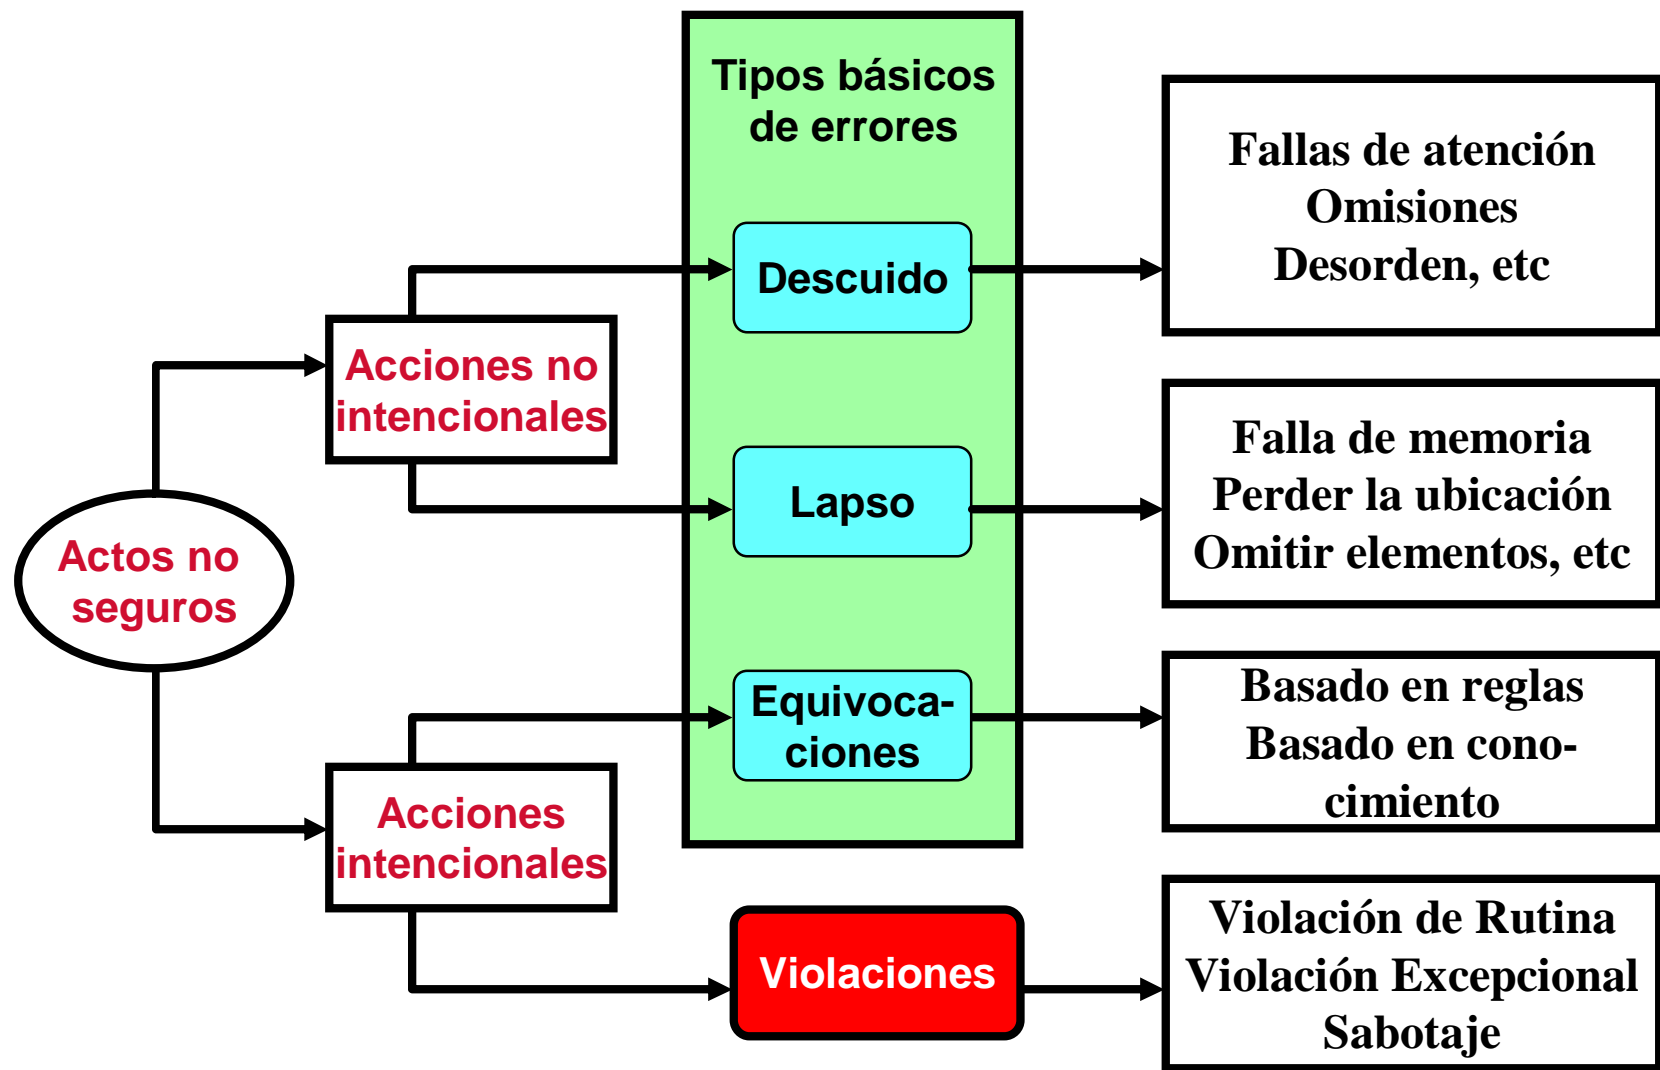 Tipos básicos
de errores
Fallas de atención
Omisiones
Desorden, etc
Descuido
Acciones no
intencionales
Falla de memoria
Perder la ubicación
Omitir elementos, etc
Lapso
Actos no
seguros
Equivoca-
ciones
Basado en reglas
Basado en cono-
cimiento
Acciones
intencionales
Violaciones
Violación de Rutina
Violación Excepcional
Sabotaje